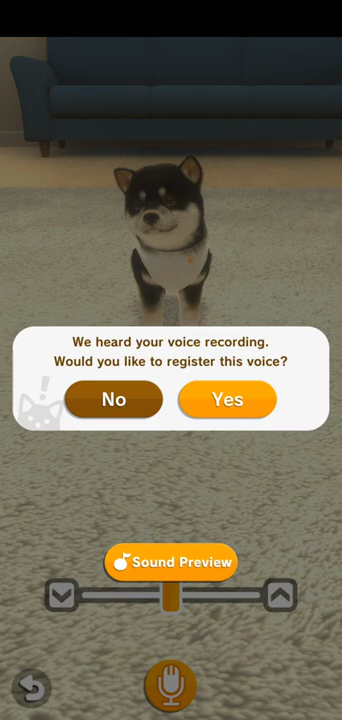 We heard your voice recording.
Would you like to register this voice?
No
Yes
Sound Preview